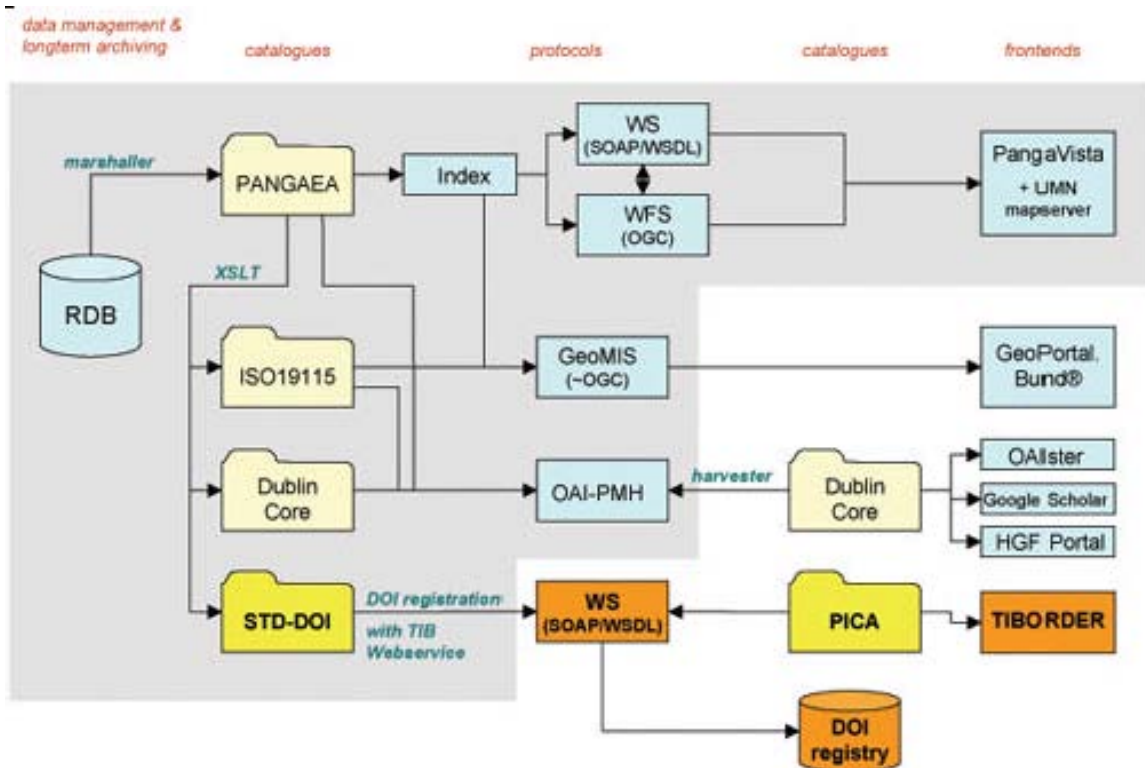 data management &
longterm archiving
catalogues
protocols
catalogues
frontends
marshaller
PANGAEA
Index
WS
(SOAP/WSDL)
WFS
(OGC)
PangaVista
+ UMN
mapserver
RDB
XSLT
ISO19115
GeoMIS
(~OGC)
GeoPortal.
Bund®
Dublin
Core
OAI-PMH
harvester
Dublin
Core
OAIster
Google Scholar
HGF Portal
STD-DOI
DOI registration
with TIB
Webservice
WS
(SOAP/WSDL)
PICA
TIBORDER
DOI
registry